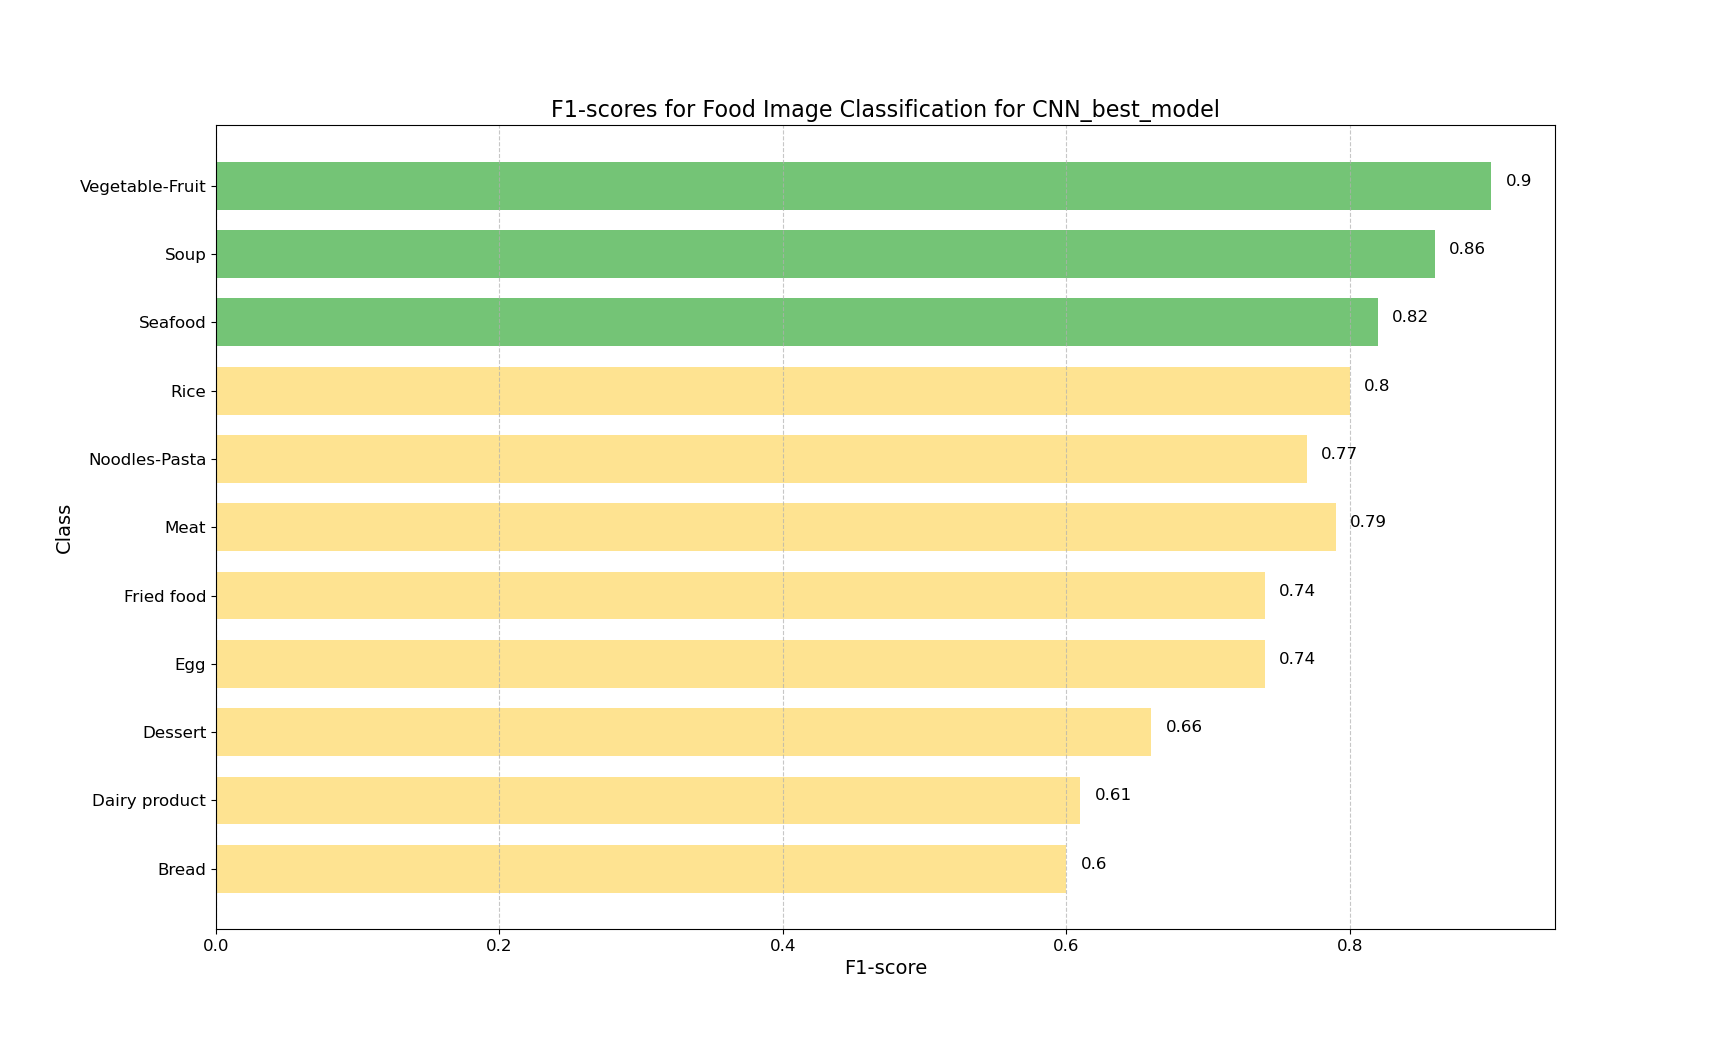 F1-scores for Food Image Classification for CNN_best_model
Vegetable-Fruit 0.9
Soup 0.86
Seafood 0.82
Rice 0.8
Noodles-Pasta 0.77
Meat 0.79
Class
Fried food 0.74
Egg 0.74
Dessert 0.66
Dairy product 0.61
Bread 0.6
0.0 0.2 0.4 0.6 0.8
F1-score